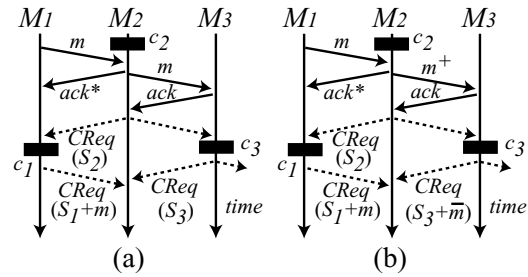 M1 M2 M3 M1 M2 M3
c2 c2
m m
m m+
ack* ack ack* ack
CReq CReq
(S2) (S2)
c1 c3 c1 c3
CReq CReq CReq CReq
(S1+m) (S3) time (S1+m) (S3+m̅) time
(a) (b)